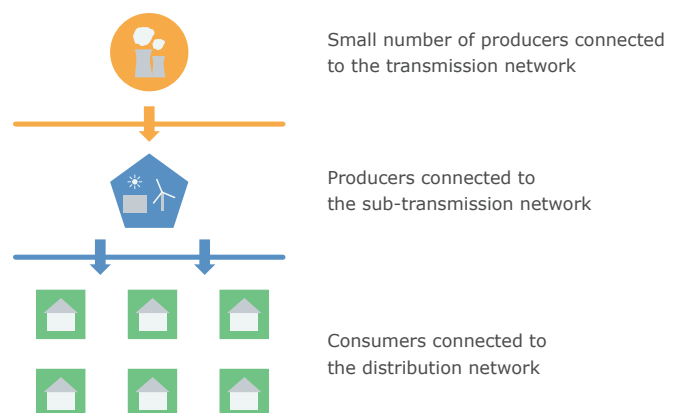 Small number of producers connected
to the transmission network
Producers connected to
the sub-transmission network
Consumers connected to
the distribution network